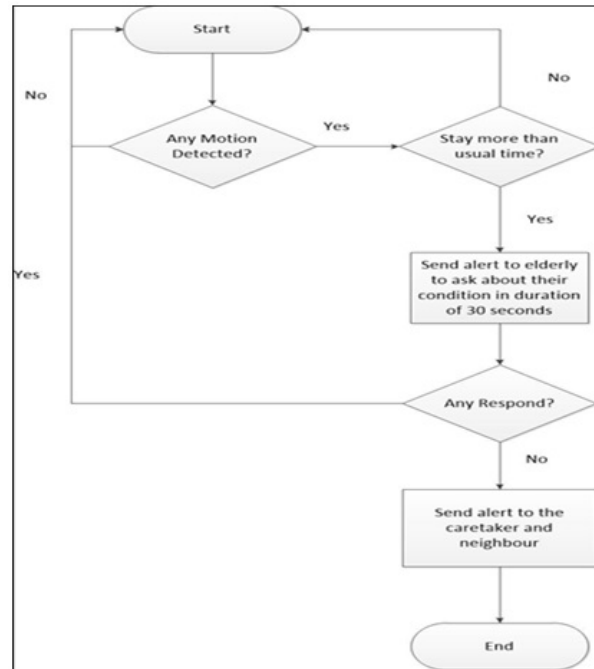 Start
No
No
Yes
Any Motion
Detected?
Stay more than
usual time?
Yes
Send alert to elderly
to ask about their
condition in duration
of 30 seconds
Yes
Any Respond?
No
Send alert to the
caretaker and
neighbour
End